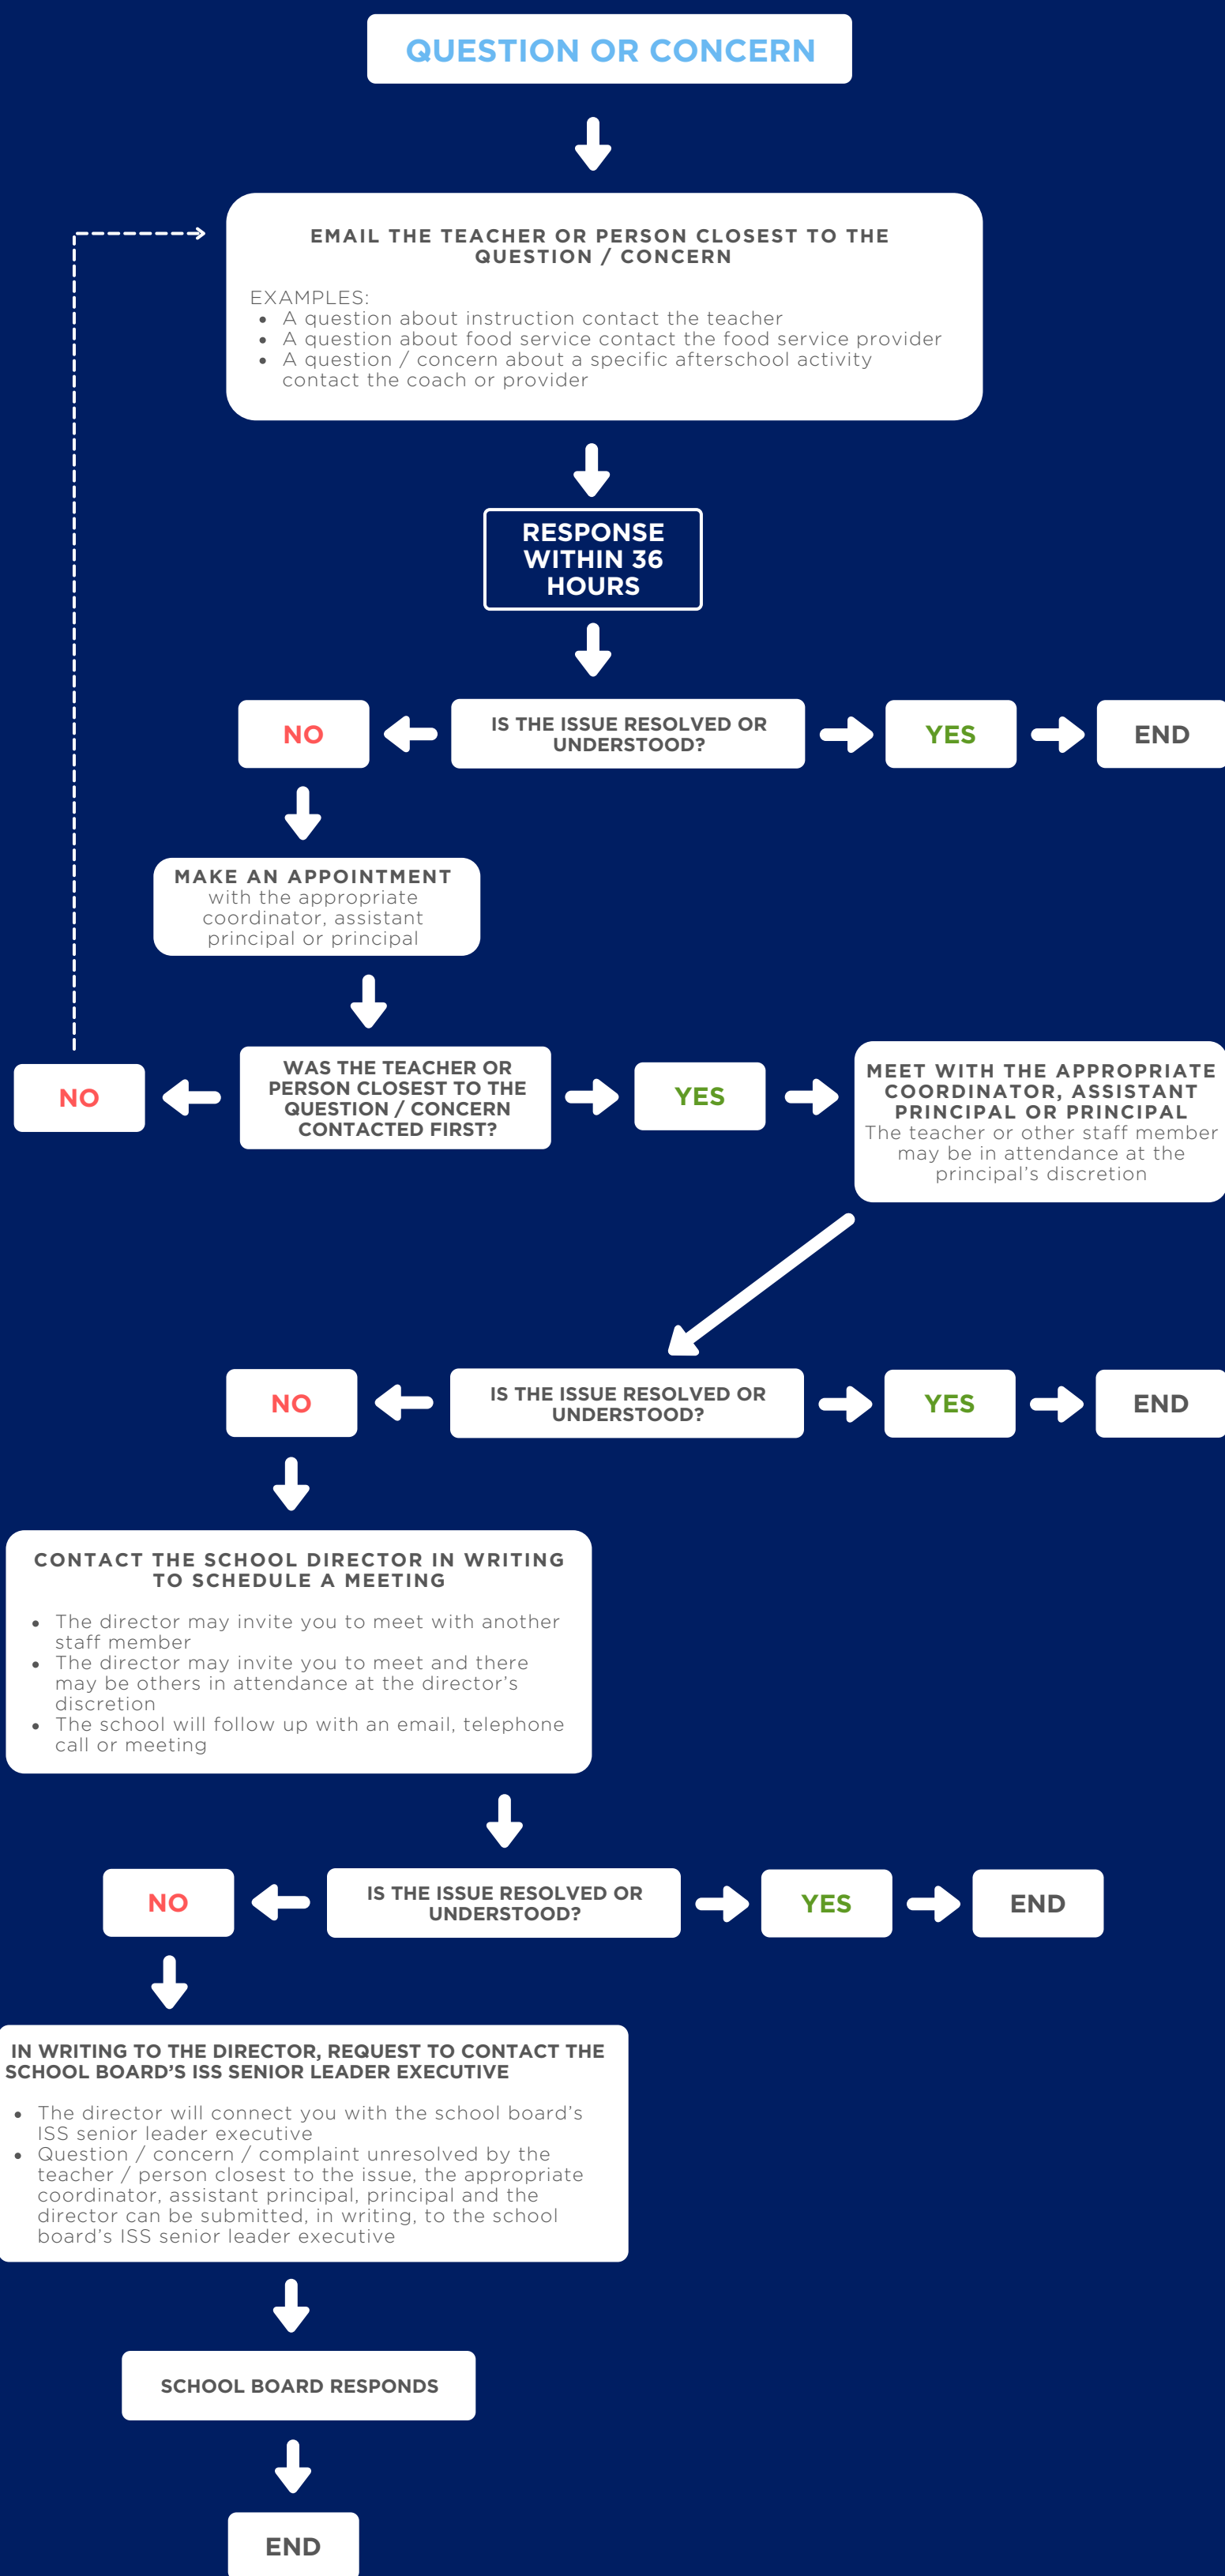 QUESTION OR CONCERN
EMAIL THE TEACHER OR PERSON CLOSEST TO THE
QUESTION / CONCERN
EXAMPLES:
• A question about instruction contact the teacher
• A question about food service contact the food service provider
• A question / concern about a specific afterschool activity
contact the coach or provider
RESPONSE
WITHIN 36
HOURS
NO
IS THE ISSUE RESOLVED OR
UNDERSTOOD?
YES
END
MAKE AN APPOINTMENT
with the appropriate
coordinator, assistant
principal or principal
NO
WAS THE TEACHER OR
PERSON CLOSEST TO THE
QUESTION / CONCERN
CONTACTED FIRST?
YES
MEET WITH THE APPROPRIATE
COORDINATOR, ASSISTANT
PRINCIPAL OR PRINCIPAL
The teacher or other staff member
may be in attendance at the
principal's discretion
NO
IS THE ISSUE RESOLVED OR
UNDERSTOOD?
YES
END
CONTACT THE SCHOOL DIRECTOR IN WRITING
TO SCHEDULE A MEETING
• The director may invite you to meet with another
staff member
• The director may invite you to meet and there
may be others in attendance at the director's
discretion
• The school will follow up with an email, telephone
call or meeting
NO
IS THE ISSUE RESOLVED OR
UNDERSTOOD?
YES
END
IN WRITING TO THE DIRECTOR, REQUEST TO CONTACT THE
SCHOOL BOARD'S ISS SENIOR LEADER EXECUTIVE
• The director will connect you with the school board's
ISS senior leader executive
• Question / concern / complaint unresolved by the
teacher / person closest to the issue, the appropriate
coordinator, assistant principal, principal and the
director can be submitted, in writing, to the school
board's ISS senior leader executive
SCHOOL BOARD RESPONDS
END